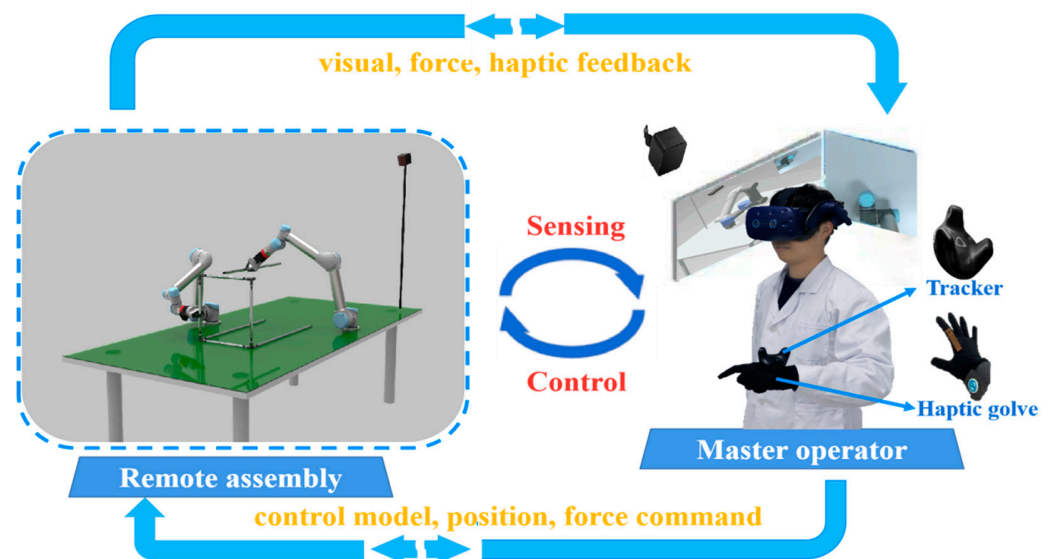 visual, force, haptic feedback
Sensing
Control
Tracker
Haptic golve
Remote assembly
Master operator
control model, position, force command